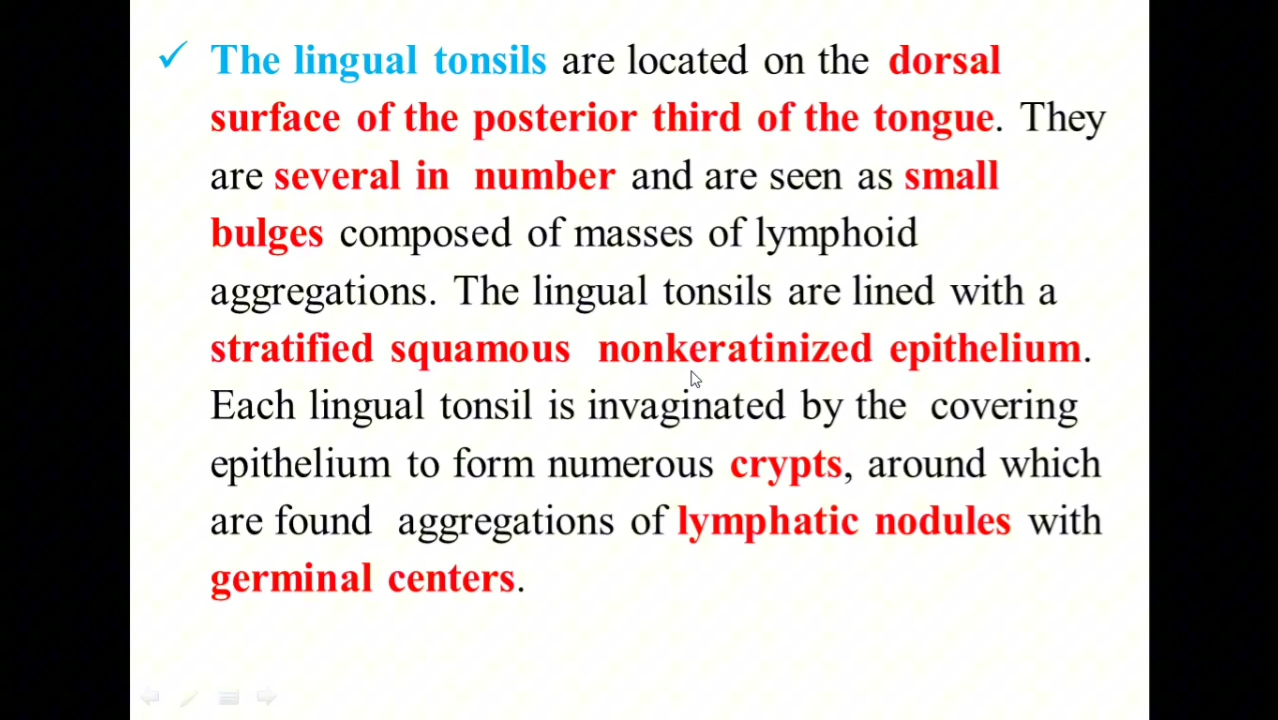 The lingual tonsils are located on the dorsal
surface of the posterior third of the tongue. They
are several in number and are seen as small
bulges composed of masses of lymphoid
aggregations. The lingual tonsils are lined with a
stratified squamous nonkeratinized epithelium.
Each lingual tonsil is invaginated by the covering
epithelium to form numerous crypts, around which
are found aggregations of lymphatic nodules with
germinal centers.